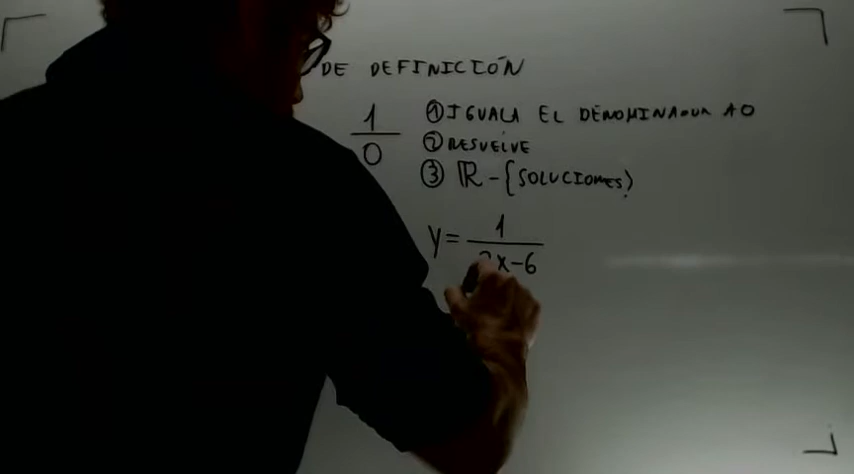 DE DEFINICIÓN
1
0
① IGUALA EL DENOMINADOR A 0
② RESUELVE
③ ℝ - {SOLUCIONES}
y = 1
x-6